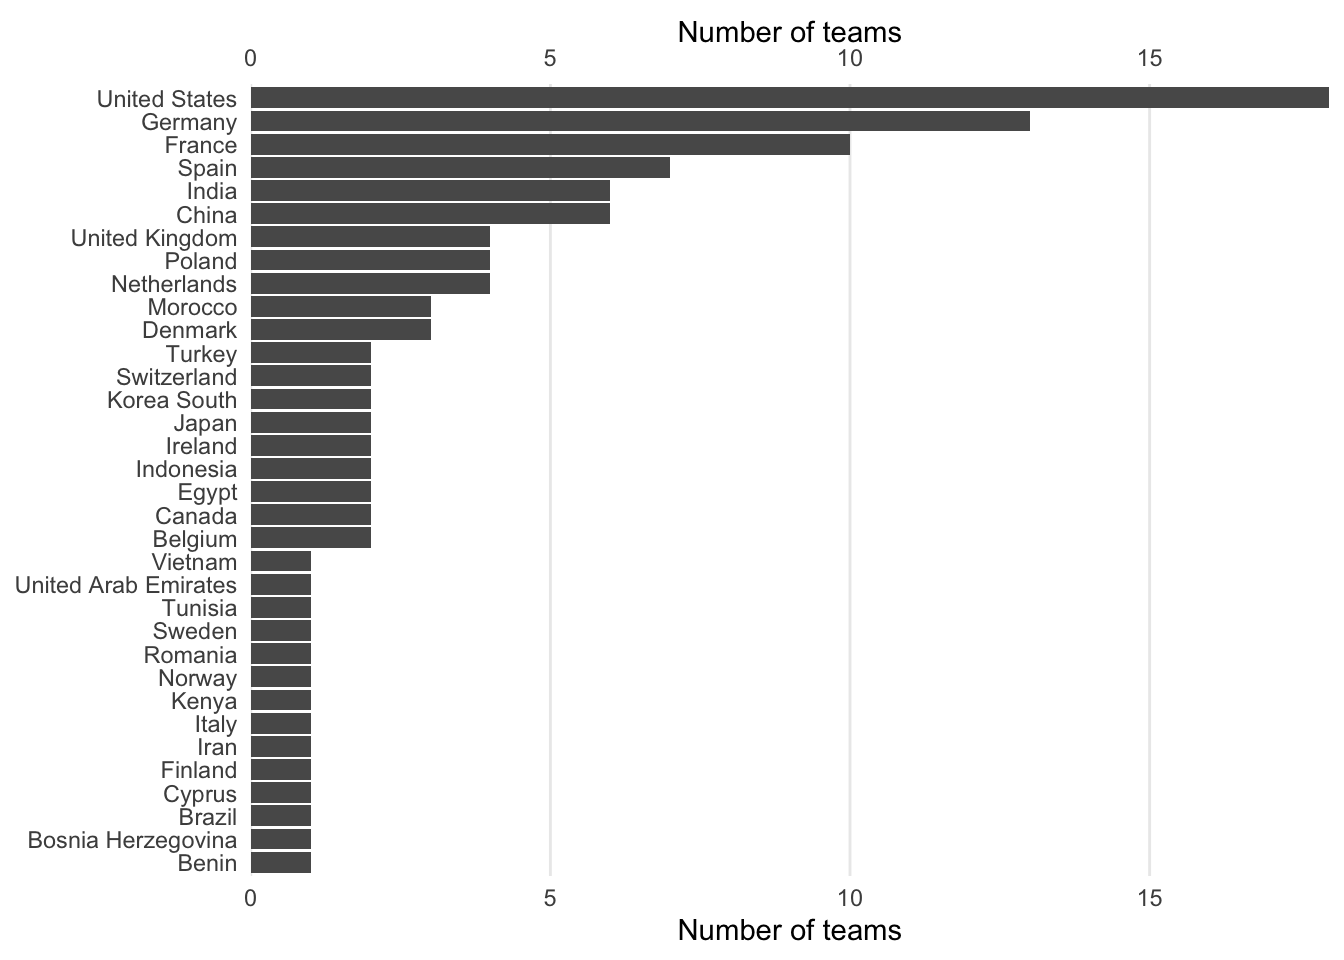 Number of teams
0 5 10 15
United States
Germany
France
Spain
India
China
United Kingdom
Poland
Netherlands
Morocco
Denmark
Turkey
Switzerland
Korea South
Japan
Ireland
Indonesia
Egypt
Canada
Belgium
Vietnam
United Arab Emirates
Tunisia
Sweden
Romania
Norway
Kenya
Italy
Iran
Finland
Cyprus
Brazil
Bosnia Herzegovina
Benin
0 5 10 15
Number of teams